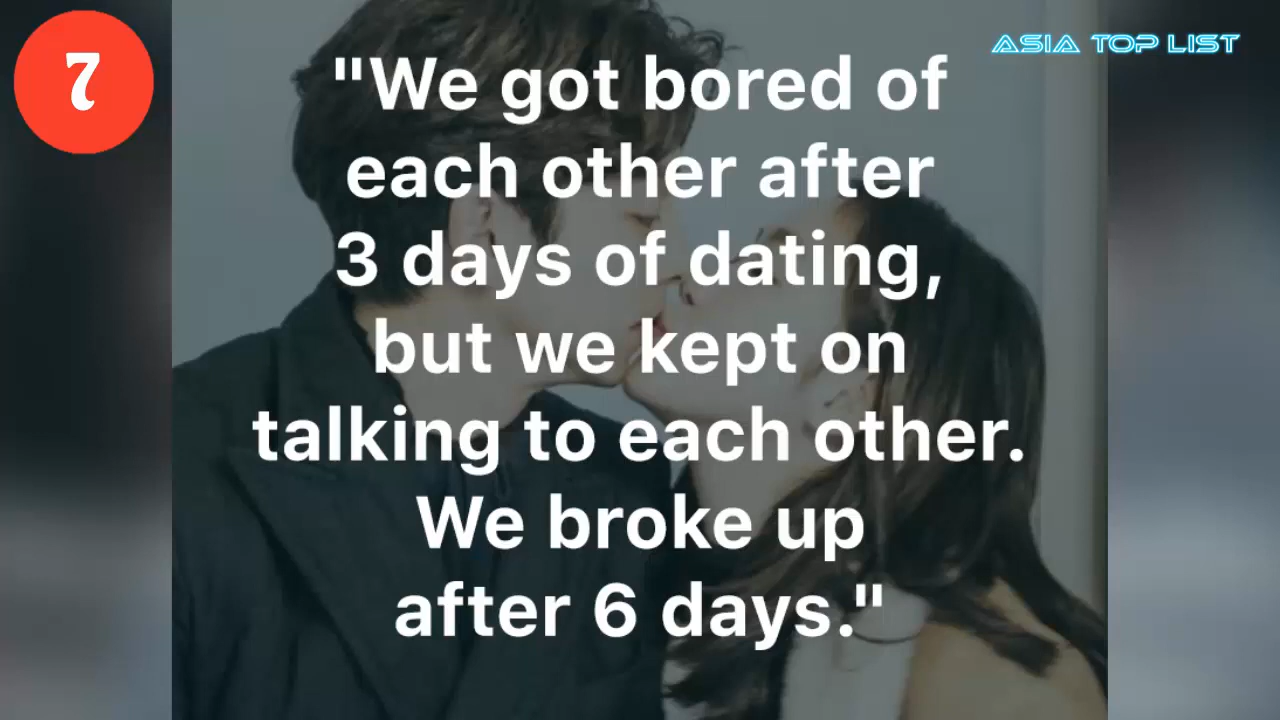 7
ASIA TOP LIST
"We got bored of
each other after
3 days of dating,
but we kept on
talking to each other.
We broke up
after 6 days."